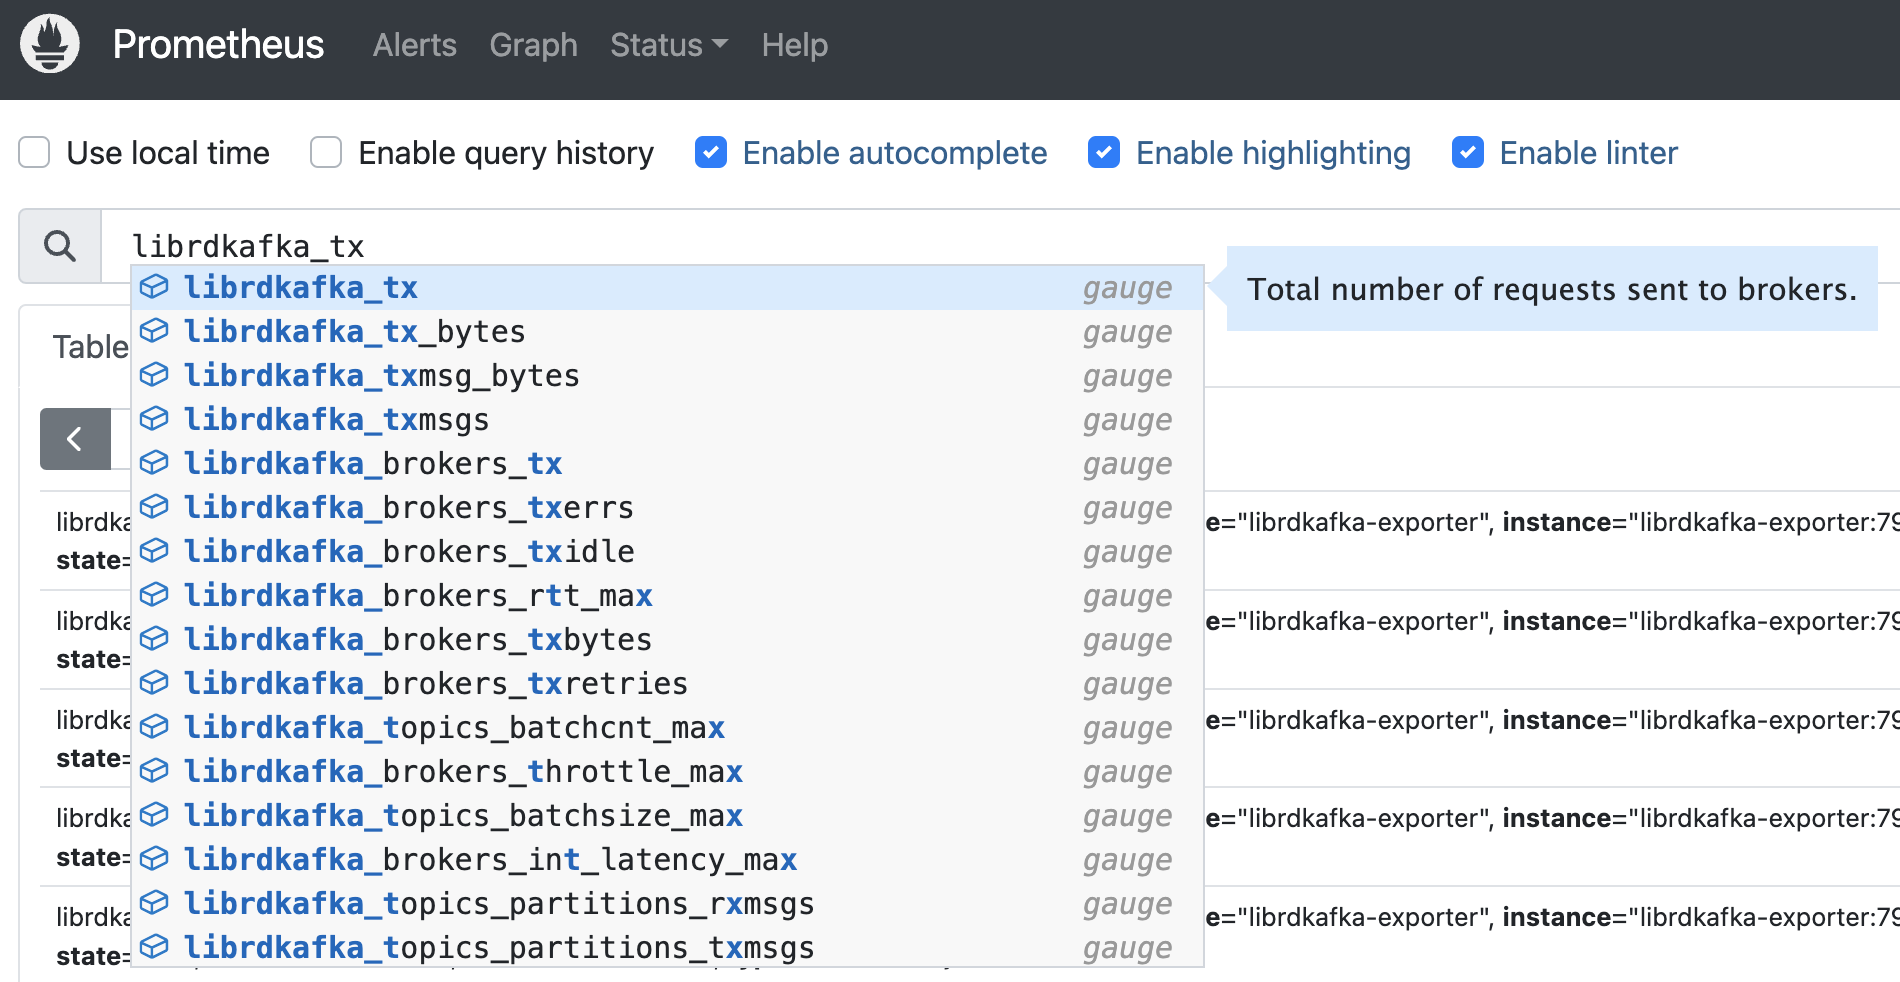 Prometheus Alerts Graph Status Help
Use local time Enable query history Enable autocomplete Enable highlighting Enable linter
librdkafka_tx
librdkafka_tx gauge
Total number of requests sent to brokers.
librdkafka_tx_bytes gauge
Table
librdkafka_txmsg_bytes gauge
librdkafka_txmsgs gauge
librdkafka_brokers_tx gauge
librdkafka_brokers_txerrs gauge
librdkafka_brokers_txidle gauge
librdkafka_brokers_rtt_max gauge
librdkafka_brokers_txbytes gauge
librdkafka_brokers_txretries gauge
librdkafka_topics_batchcnt_max gauge
librdkafka_brokers_throttle_max gauge
librdkafka_topics_batchsize_max gauge
librdkafka_brokers_int_latency_max gauge
librdkafka_topics_partitions_rxmsgs gauge
librdkafka_topics_partitions_txmsgs gauge
librdka e="librdkafka-exporter", instance="librdkafka-exporter:79
state=
librdka e="librdkafka-exporter", instance="librdkafka-exporter:79
state=
librdka e="librdkafka-exporter", instance="librdkafka-exporter:79
state=
librdka e="librdkafka-exporter", instance="librdkafka-exporter:79
state=
librdka e="librdkafka-exporter", instance="librdkafka-exporter:79
state=